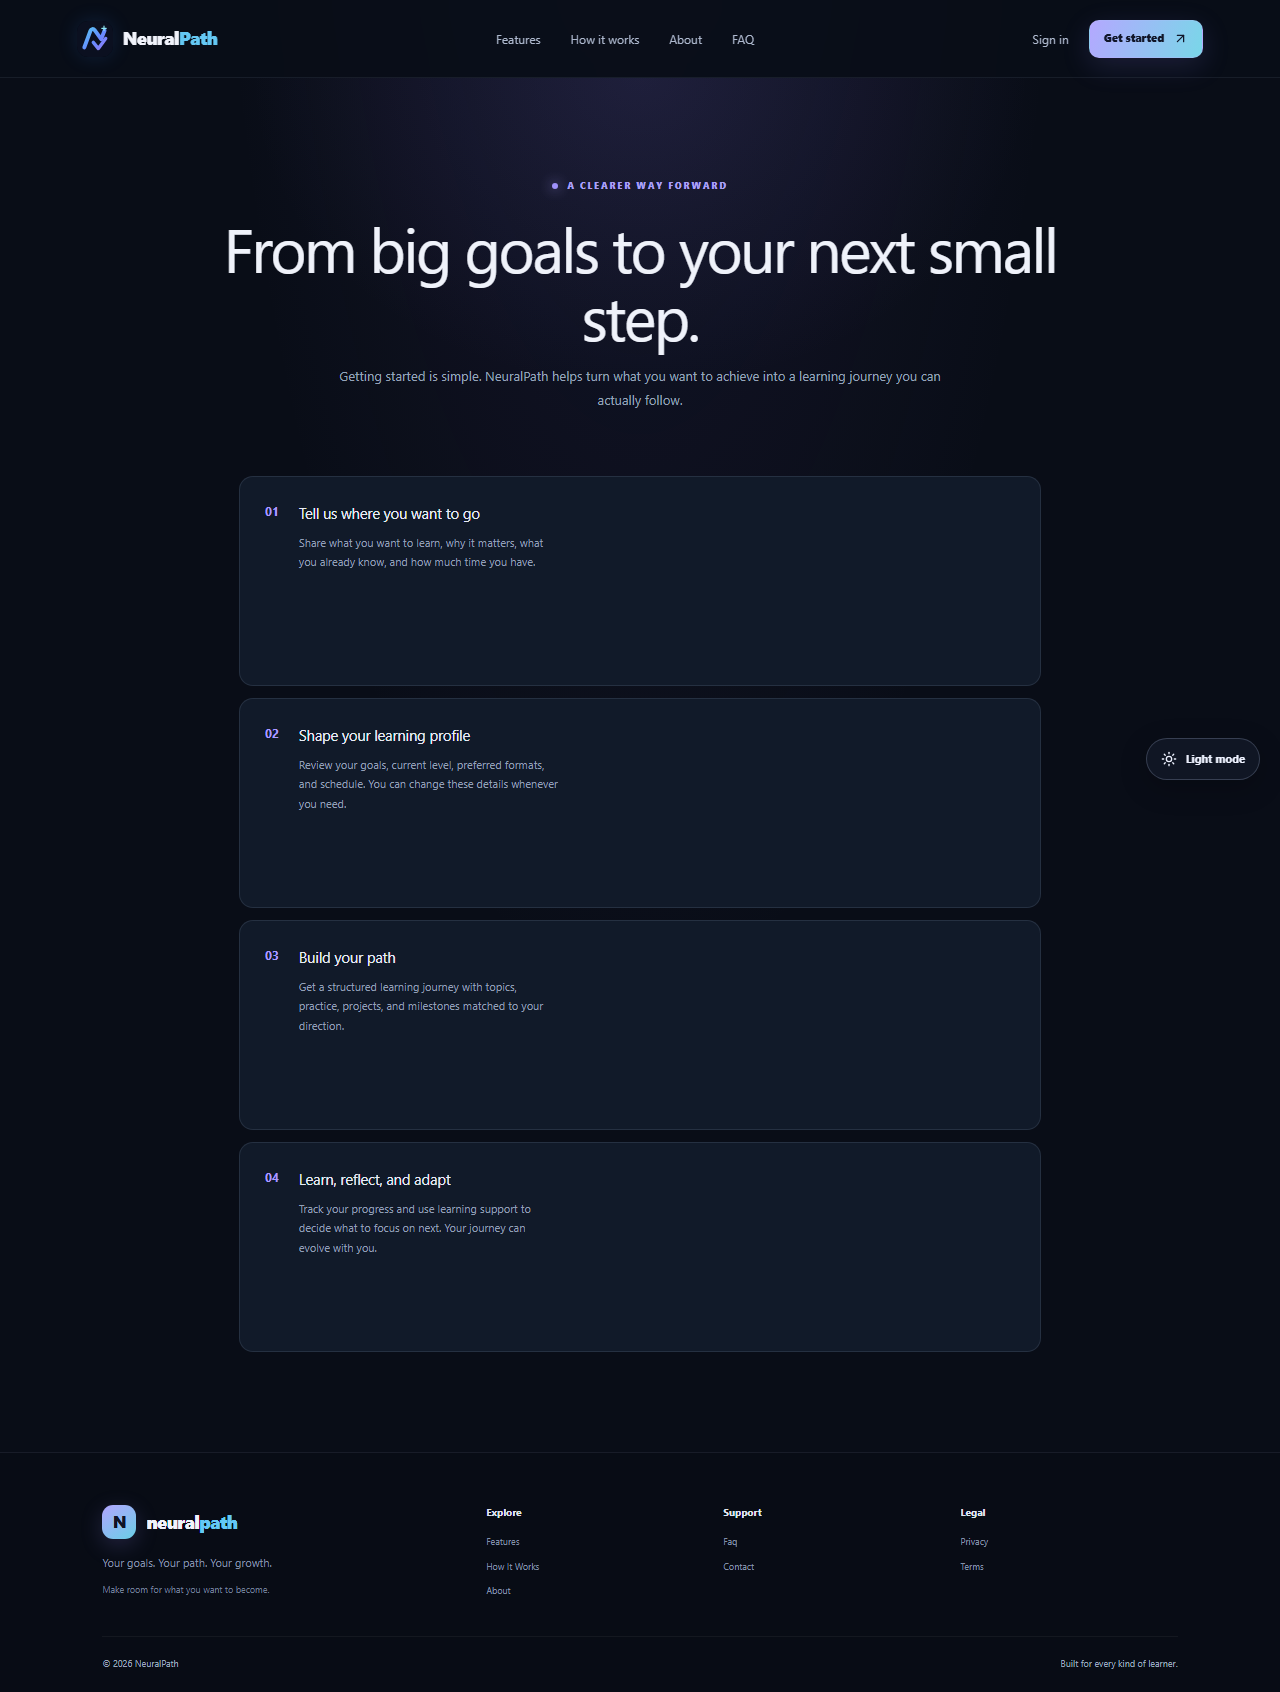 NeuralPath
Features
How it works
About
FAQ
Sign in
Get started
A CLEARER WAY FORWARD
From big goals to your next small
step.
Getting started is simple. NeuralPath helps turn what you want to achieve into a learning journey you can
actually follow.
01
Tell us where you want to go
Share what you want to learn, why it matters, what
you already know, and how much time you have.
02
Shape your learning profile
Review your goals, current level, preferred formats,
and schedule. You can change these details whenever
you need.
Light mode
03
Build your path
Get a structured learning journey with topics,
practice, projects, and milestones matched to your
direction.
04
Learn, reflect, and adapt
Track your progress and use learning support to
decide what to focus on next. Your journey can
evolve with you.
N
neuralpath
Your goals. Your path. Your growth.
Make room for what you want to become.
Explore
Features
How It Works
About
Support
Faq
Contact
Legal
Privacy
Terms
© 2026 NeuralPath
Built for every kind of learner.